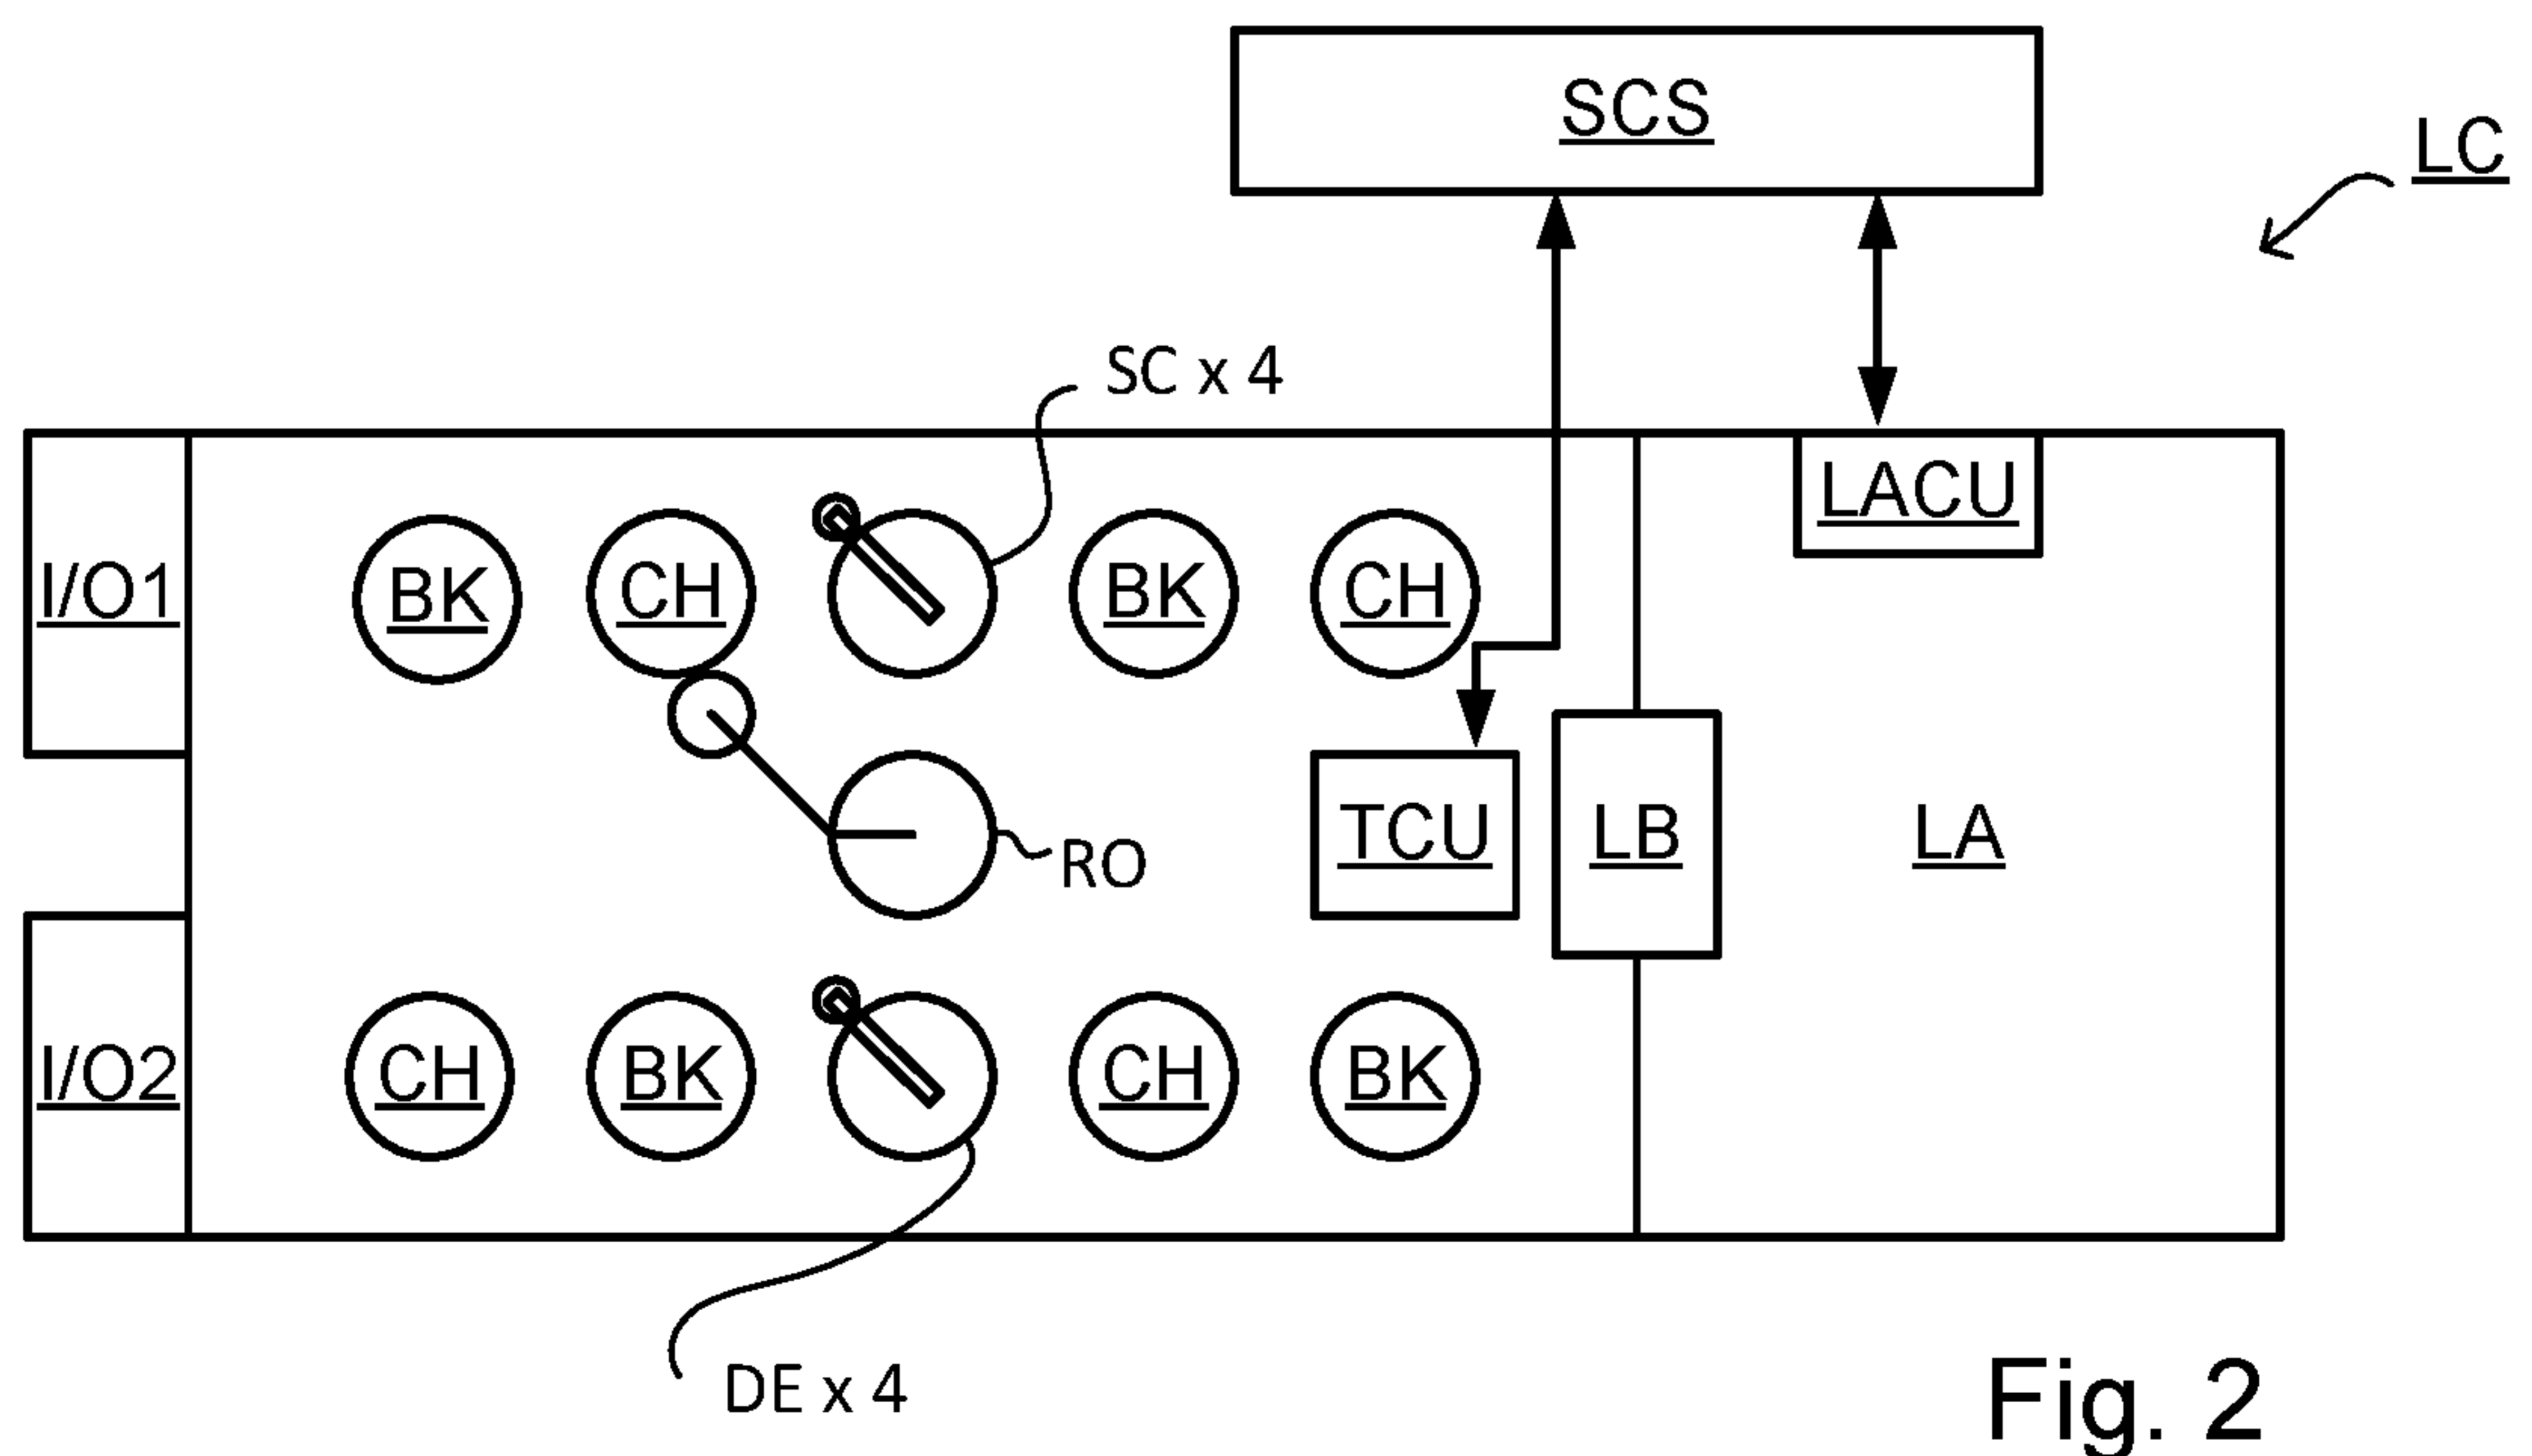 SCS
LC
SC x 4
LACU
I/O1
BK
CH
BK
CH
RO
TCU
LB
LA
I/O2
CH
BK
CH
BK
DE x 4
Fig. 2